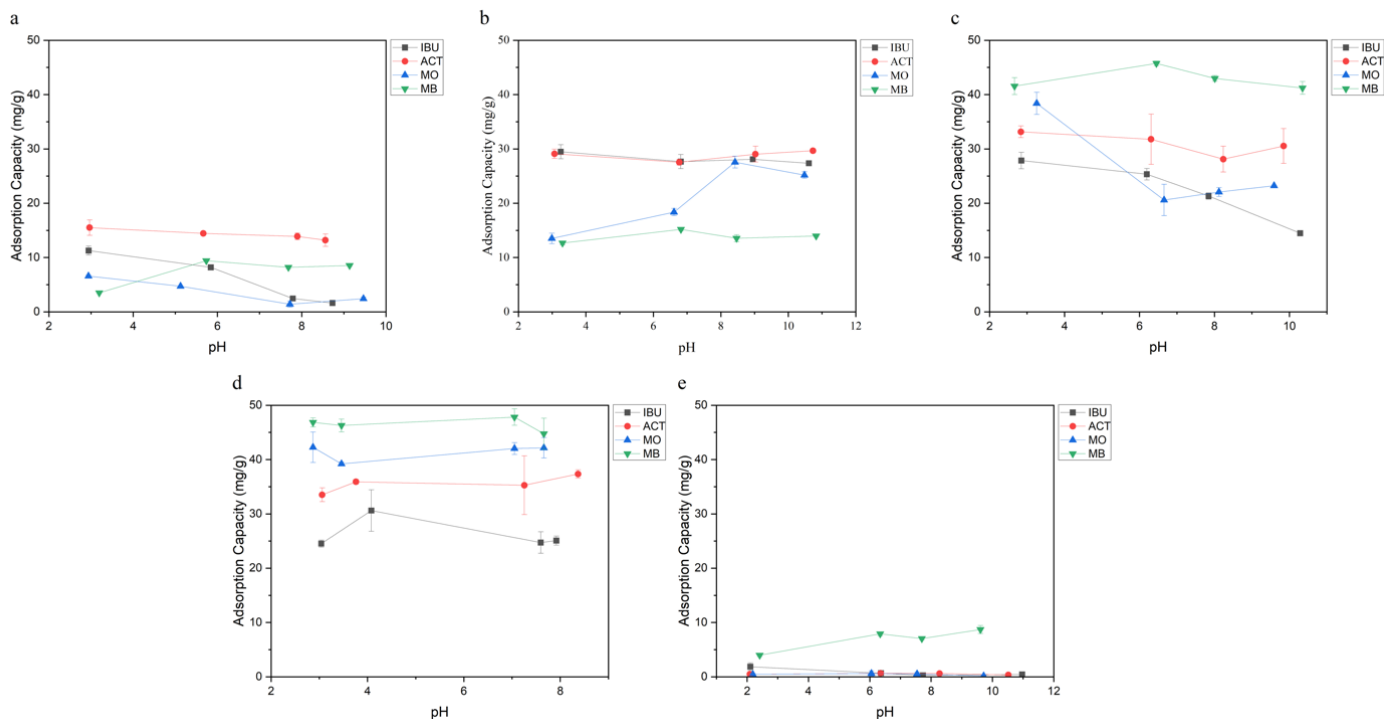 a
50
40
30
20
10
0
Adsorption Capacity (mg/g)
2 4 6 8 10
pH
IBU
ACT
MO
MB
b
50
40
30
20
10
0
Adsorption Capacity (mg/g)
2 4 6 8 10 12
pH
IBU
ACT
MO
MB
c
50
40
30
20
10
0
Adsorption Capacity (mg/g)
2 4 6 8 10
pH
IBU
ACT
MO
MB
d
50
40
30
20
10
0
Adsorption Capacity (mg/g)
2 4 6 8
pH
IBU
ACT
MO
MB
e
50
40
30
20
10
0
Adsorption Capacity (mg/g)
0 2 4 6 8 10 12
pH
IBU
ACT
MO
MB